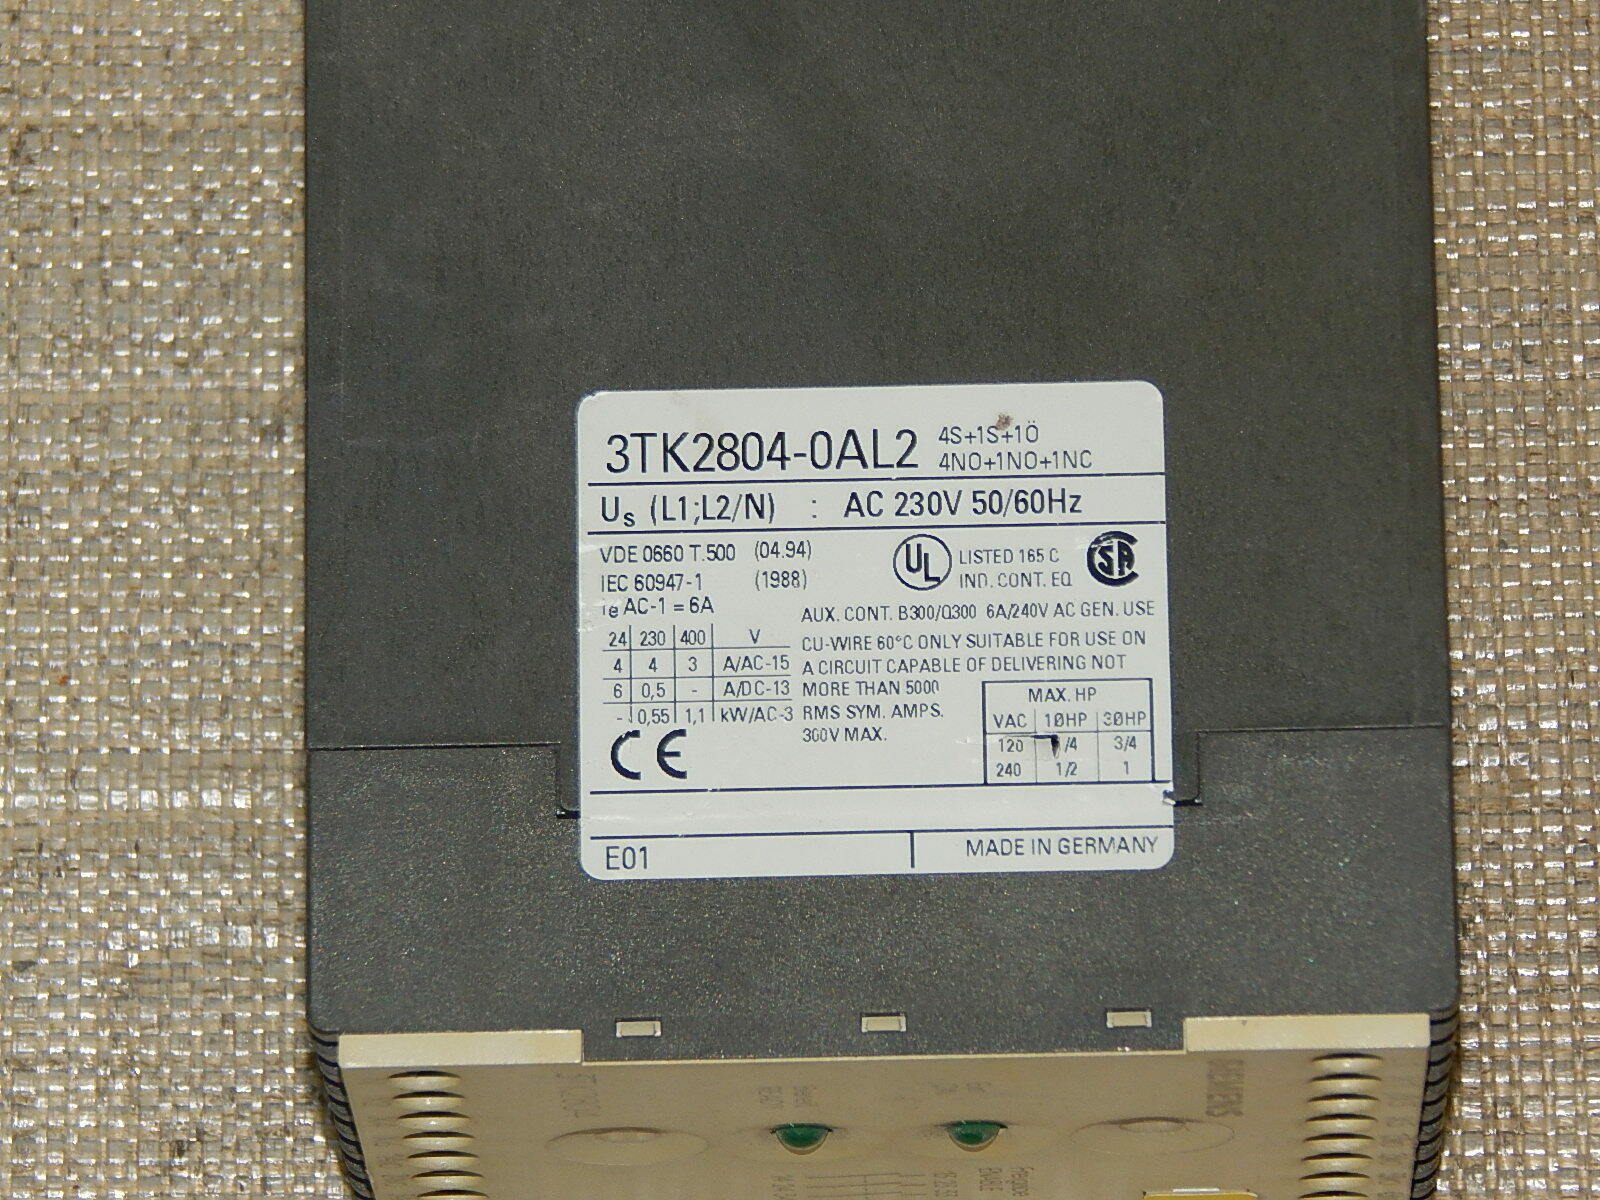 3TK2804-0AL2 4S+1S+1Ö
4NO+1NO+1NC
Us (L1;L2/N) : AC 230V 50/60Hz
VDE 0660 T.500 (04.94)
IEC 60947-1 (1988)
Ie AC-1 = 6A
UL LISTED 165 C
IND. CONT. EQ
SA
AUX. CONT. B300/Q300 6A/240V AC GEN. USE
CU-WIRE 60°C ONLY SUITABLE FOR USE ON
A CIRCUIT CAPABLE OF DELIVERING NOT
MORE THAN 5000
RMS SYM. AMPS.
300V MAX.
24 230 400 V
4 4 3 A/AC-15
6 0,5 - A/DC-13
- 0,55 1,1 kW/AC-3
MAX. HP
VAC 1ØHP 3ØHP
120 /4 3/4
240 1/2 1
CE
E01 MADE IN GERMANY
SIEMENS